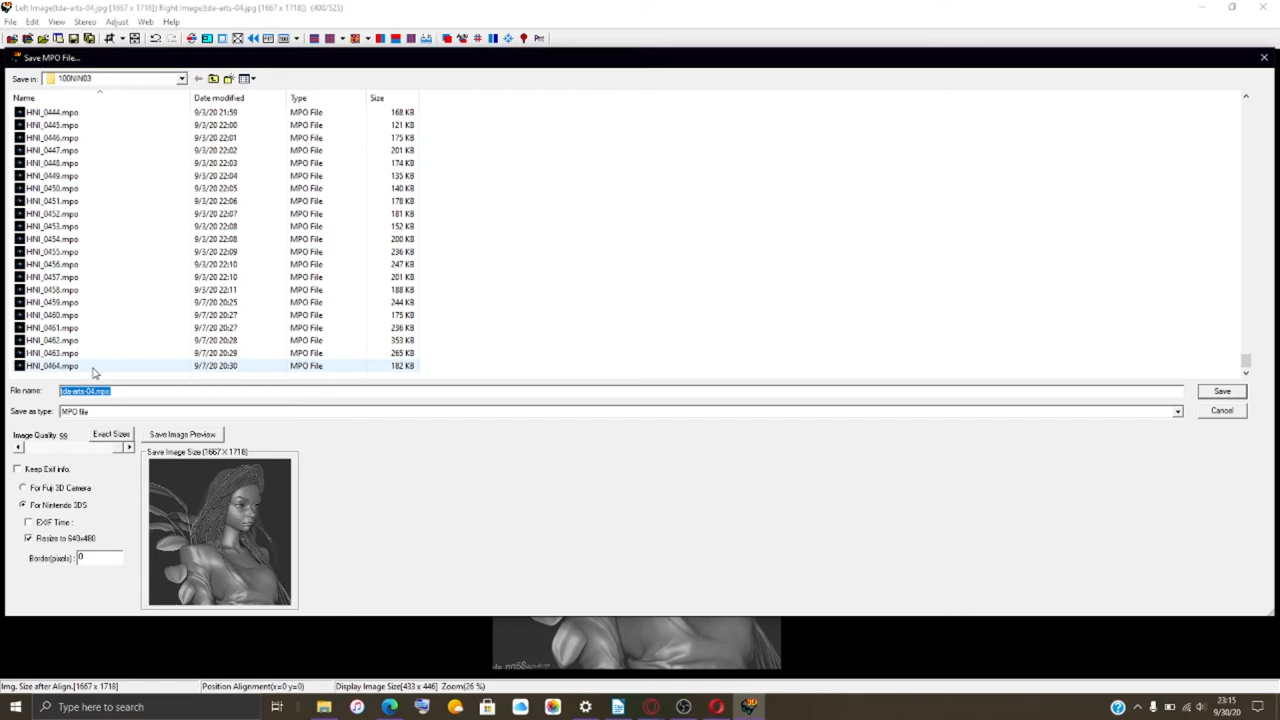 Left Image(tda-arts-04.jpg [1667 x 1718]) Right Image(tda-arts-04.jpg [1667 x 1718]) (400/525)
File Edit View Stereo Adjust Web Help
Save MPO File...
Save in: 100NIN03
Name Date modified Type Size
HNI_0444.mpo 9/3/20 21:59 MPO File 168 KB
HNI_0445.mpo 9/3/20 22:00 MPO File 121 KB
HNI_0446.mpo 9/3/20 22:01 MPO File 175 KB
HNI_0447.mpo 9/3/20 22:02 MPO File 201 KB
HNI_0448.mpo 9/3/20 22:03 MPO File 174 KB
HNI_0449.mpo 9/3/20 22:04 MPO File 135 KB
HNI_0450.mpo 9/3/20 22:05 MPO File 140 KB
HNI_0451.mpo 9/3/20 22:06 MPO File 178 KB
HNI_0452.mpo 9/3/20 22:07 MPO File 181 KB
HNI_0453.mpo 9/3/20 22:08 MPO File 152 KB
HNI_0454.mpo 9/3/20 22:08 MPO File 200 KB
HNI_0455.mpo 9/3/20 22:09 MPO File 236 KB
HNI_0456.mpo 9/3/20 22:10 MPO File 247 KB
HNI_0457.mpo 9/3/20 22:10 MPO File 201 KB
HNI_0458.mpo 9/3/20 22:11 MPO File 188 KB
HNI_0459.mpo 9/7/20 20:25 MPO File 244 KB
HNI_0460.mpo 9/7/20 20:27 MPO File 175 KB
HNI_0461.mpo 9/7/20 20:27 MPO File 236 KB
HNI_0462.mpo 9/7/20 20:28 MPO File 353 KB
HNI_0463.mpo 9/7/20 20:29 MPO File 265 KB
HNI_0464.mpo 9/7/20 20:30 MPO File 182 KB
File name: tda-arts-04.mpo Save
Save as type: MPO file Cancel
Image Quality: 99 Exact Sizes Save Image Preview
Save Image Size (1667×1718)
Keep Exif info.
For Fuji 3D Camera
For Nintendo 3DS
EXIF Time :
Resize to 640x480
Border(pixels) : 0
Img. Size after Align.[1667 x 1718] Position Alignment(x=0 y=0) Display Image Size[433 x 446] Zoom(26 %)
Type here to search
23:15
9/30/20